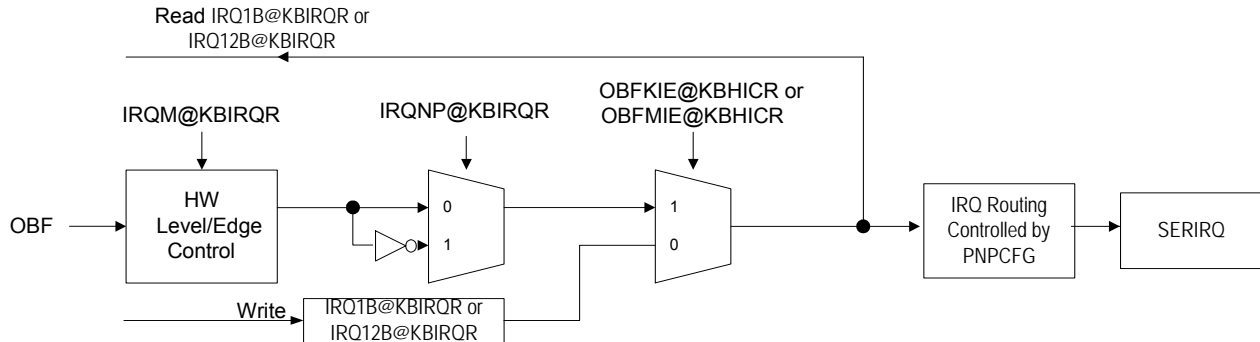 Read IRQ1B@KBIRQR or
IRQ12B@KBIRQR
IRQM@KBIRQR
IRQNP@KBIRQR
OBFKIE@KBHICR or
OBFMIE@KBHICR
OBF
HW
Level/Edge
Control
0
1
1
0
IRQ Routing
Controlled by
PNPCFG
SERIRQ
Write
IRQ1B@KBIRQR or
IRQ12B@KBIRQR